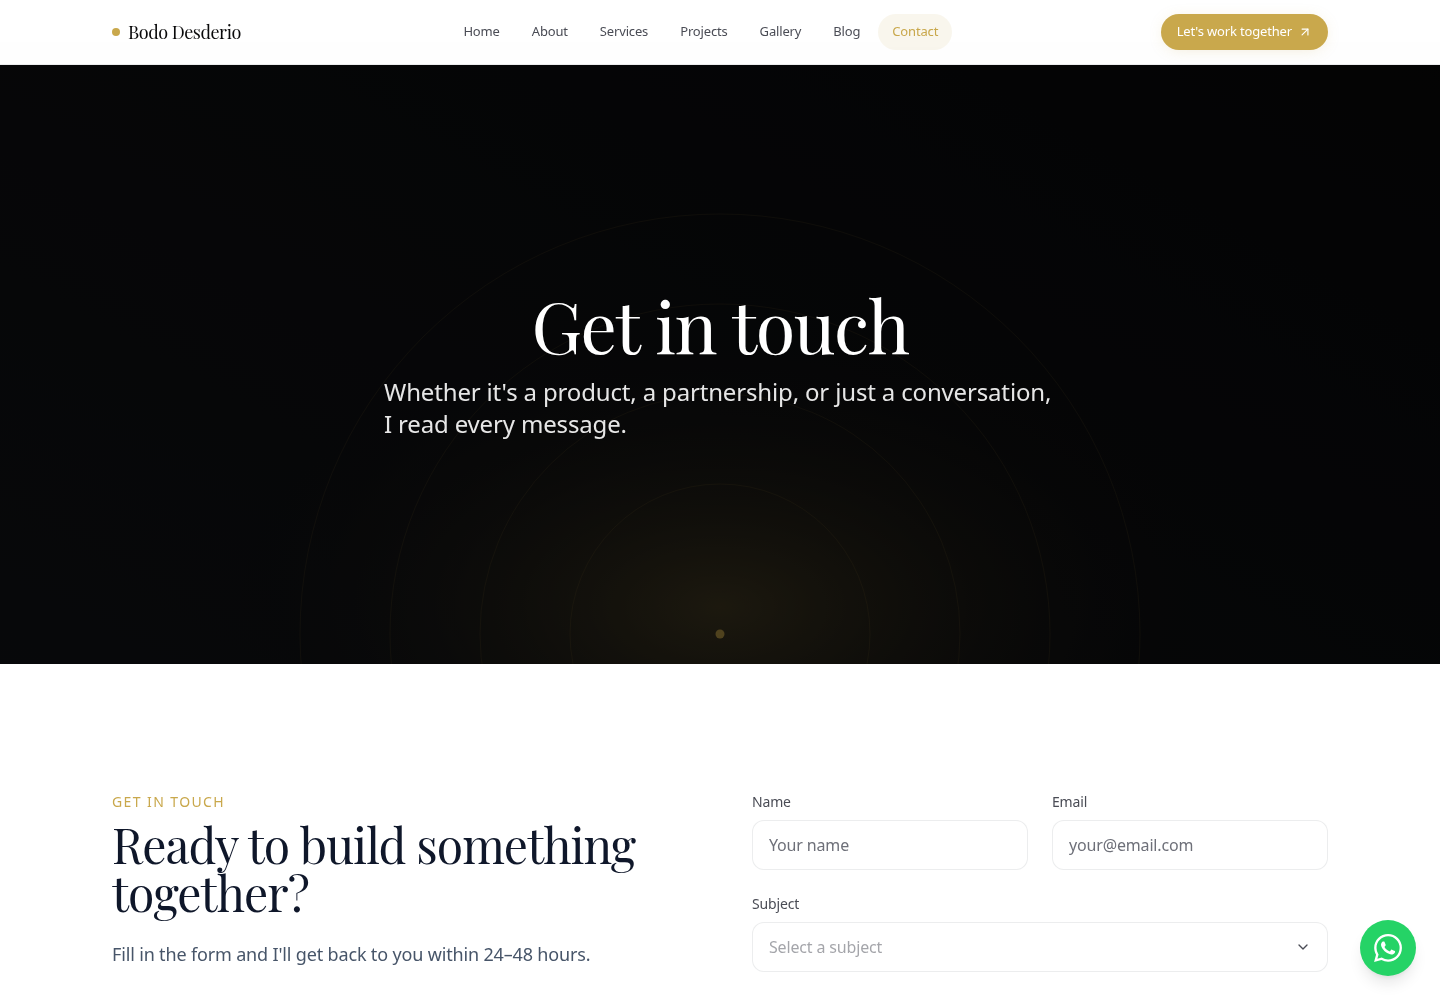 Bodo Desderio
Home About Services Projects Gallery Blog Contact
Let's work together
Get in touch
Whether it's a product, a partnership, or just a conversation,
I read every message.
GET IN TOUCH
Ready to build something
together?
Fill in the form and I'll get back to you within 24–48 hours.
Name Email
Your name your@email.com
Subject
Select a subject